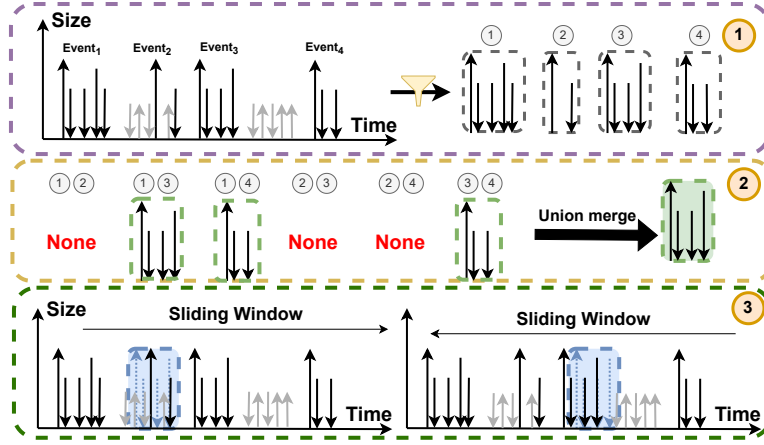 Size
Event1 Event2 Event3 Event4
Time
1 2 3 4
1
1 2 1 3 1 4 2 3 2 4 3 4
2
None None None None
Union merge
3
Size
Sliding Window
Time
Sliding Window
Time